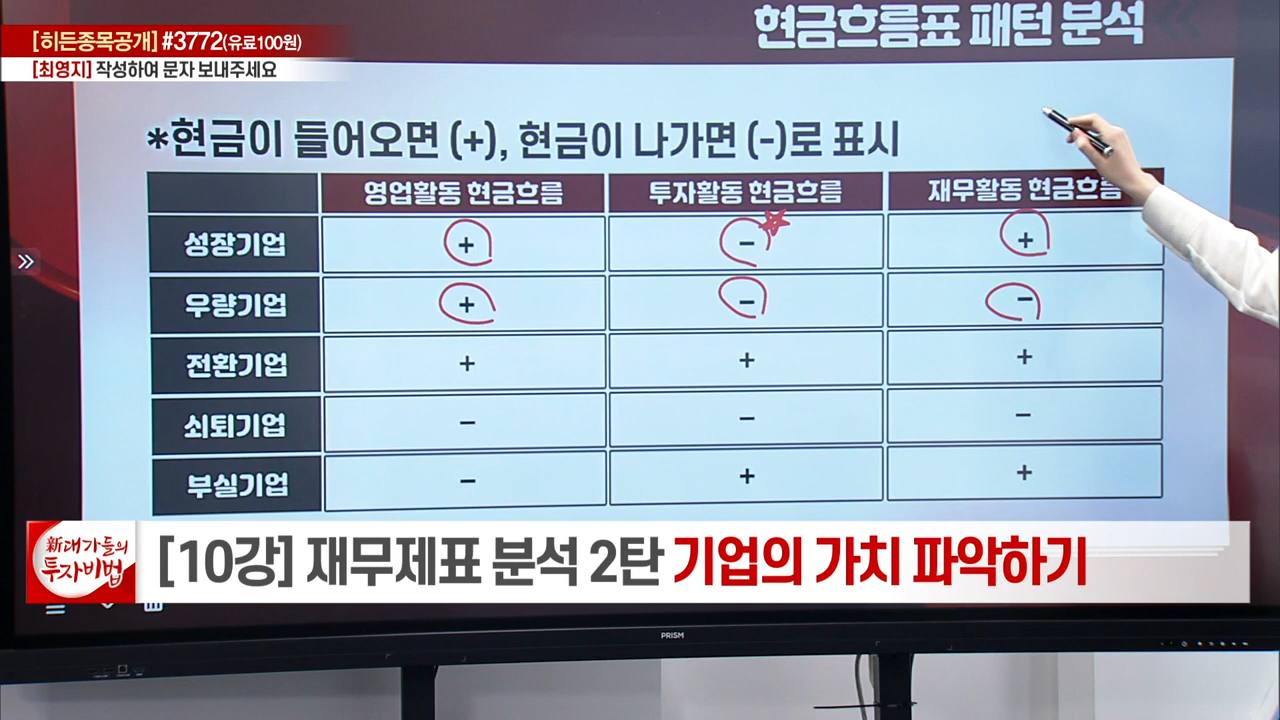 [히든종목공개] #3772(유료100원)
[최영지] 작성하여 문자 보내주세요
현금흐름표 패턴 분석
*현금이 들어오면 (+), 현금이 나가면 (-)로 표시
영업활동 현금흐름 투자활동 현금흐름 재무활동 현금흐름
성장기업 + - +
우량기업 + - -
전환기업 + + +
쇠퇴기업 - - -
부실기업 - + +
新대가들의
투자비법
[10강] 재무제표 분석 2탄 기업의 가치 파악하기
PRISM